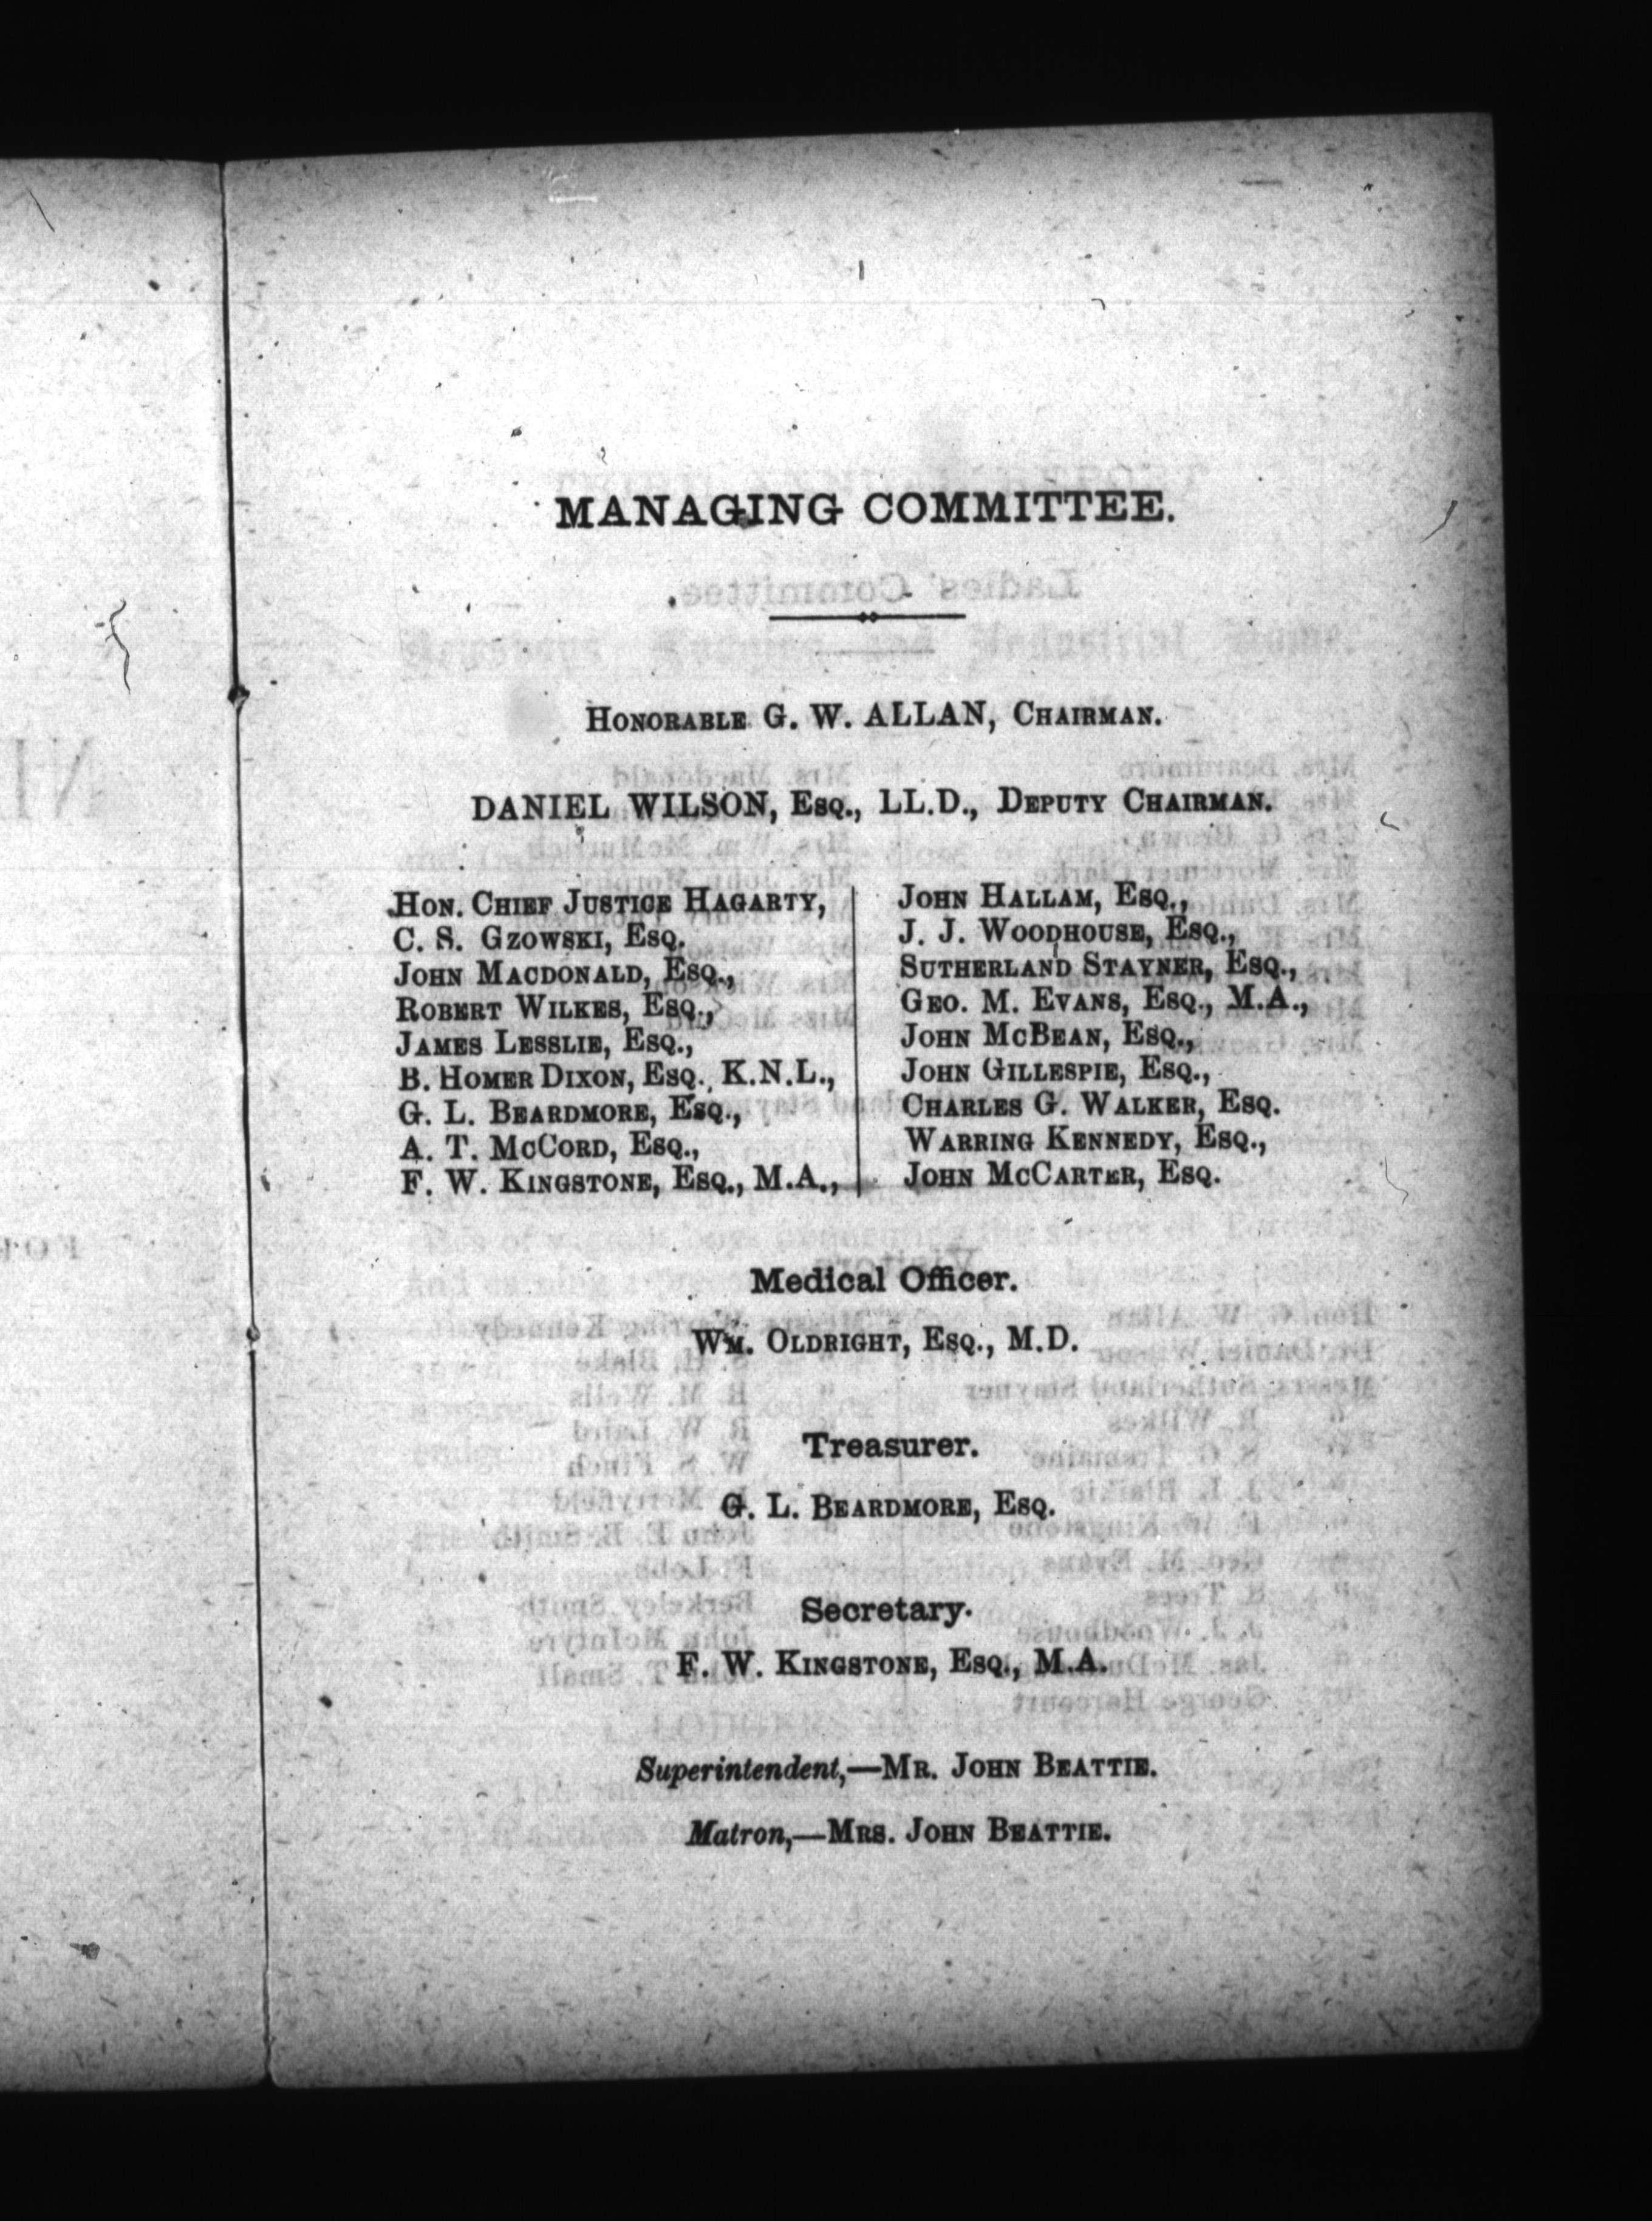 MANAGING COMMITTEE.
HONORABLE G. W. ALLAN, CHAIRMAN.
DANIEL WILSON, ESQ., LL.D., DEPUTY CHAIRMAN.
HON. CHIEF JUSTICE HAGARTY,
C. S. GZOWSKI, ESQ.
JOHN MACDONALD, ESQ.,
ROBERT WILKES, ESQ.,
JAMES LESSLIE, ESQ.,
B. HOMER DIXON, ESQ., K.N.L.,
G. L. BEARDMORE, ESQ.,
A. T. MCCORD, ESQ.,
F. W. KINGSTONE, ESQ., M.A.,
JOHN HALLAM, ESQ.,
J. J. WOODHOUSE, ESQ.,
SUTHERLAND STAYNER, ESQ.,
GEO. M. EVANS, ESQ., M.A.,
JOHN MCBEAN, ESQ.,
JOHN GILLESPIE, ESQ.,
CHARLES G. WALKER, ESQ.
WARRING KENNEDY, ESQ.,
JOHN MCCARTER, ESQ.
Medical Officer.
WM. OLDRIGHT, ESQ., M.D.
Treasurer.
G. L. BEARDMORE, ESQ.
Secretary.
F. W. KINGSTONE, ESQ., M.A.
Superintendent,—MR. JOHN BEATTIE.
Matron,—MRS. JOHN BEATTIE.